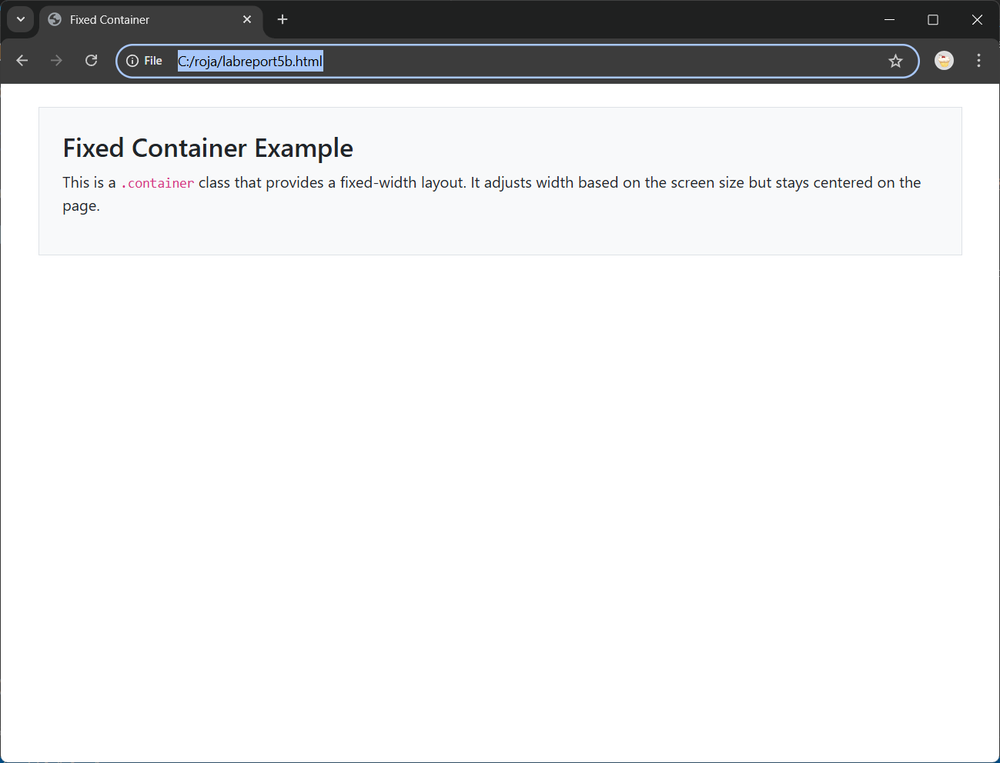 Fixed Container
File C:/roja/labreport5b.html
Fixed Container Example
This is a .container class that provides a fixed-width layout. It adjusts width based on the screen size but stays centered on the
page.